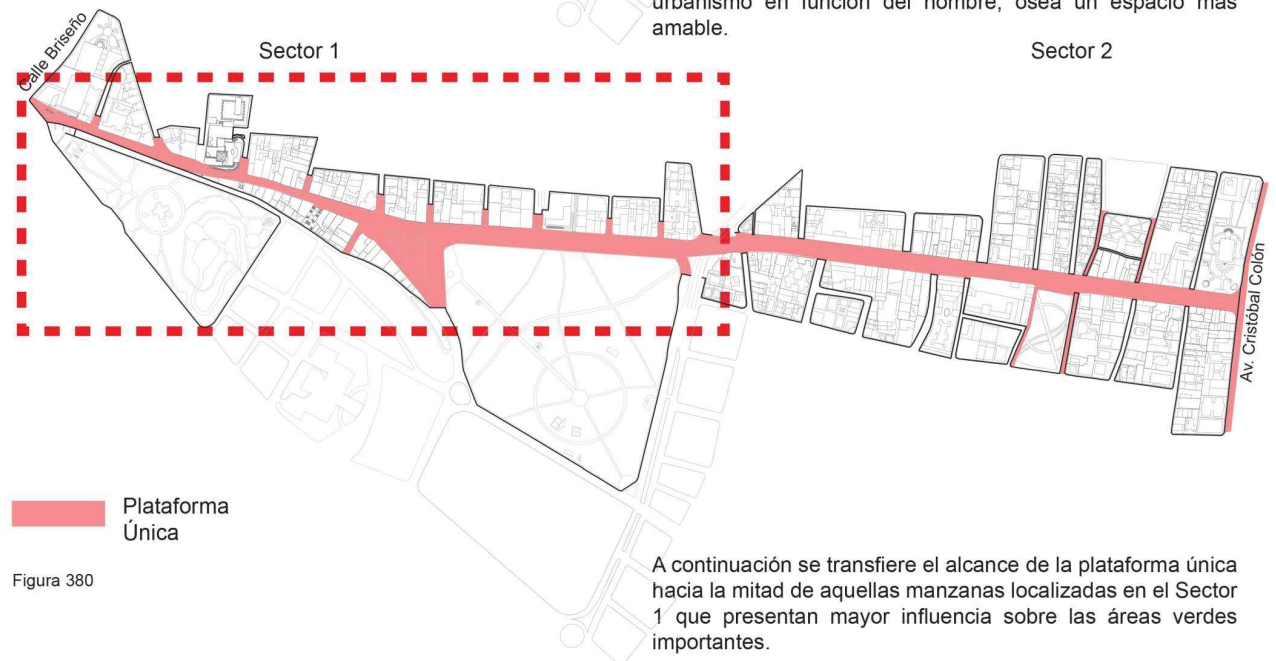 urbanismo en función del hombre, osea un espacio más
amable.
Sector 1
Sector 2
Calle Briseño
Av. Cristóbal Colón
Plataforma
Única
Figura 380
A continuación se transfiere el alcance de la plataforma única
hacia la mitad de aquellas manzanas localizadas en el Sector
1 que presentan mayor influencia sobre las áreas verdes
importantes.